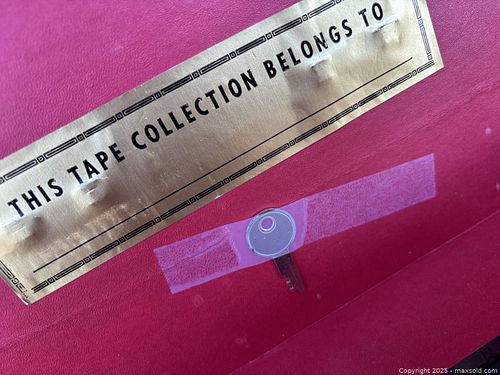 THIS TAPE COLLECTION BELONGS TO
Copyright 2025 - maxsold.com